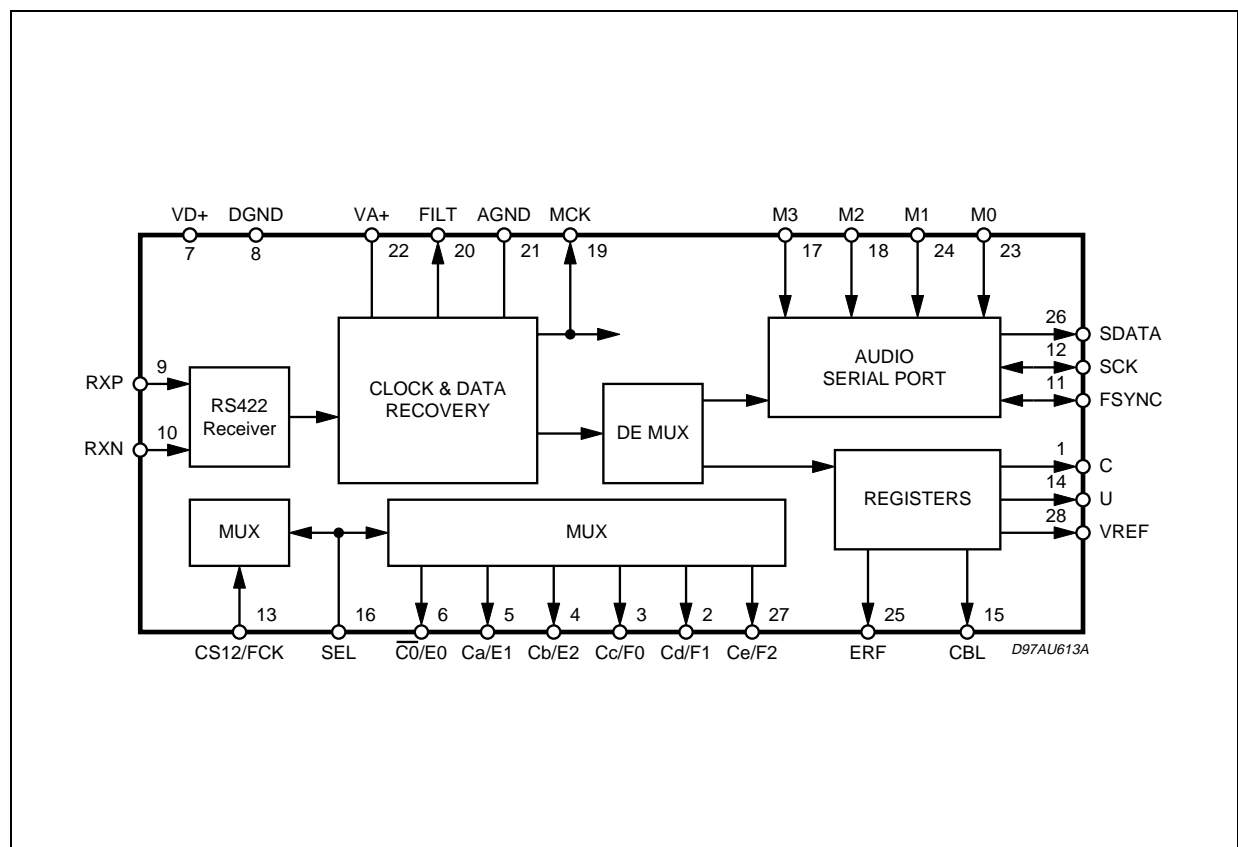 VD+ DGND VA+ FILT AGND MCK M3 M2 M1 M0
7 8 22 20 21 19 17 18 24 23
26 SDATA
12 SCK
11 FSYNC
AUDIO
SERIAL PORT
RXP 9
RXN 10
RS422
Receiver
CLOCK & DATA
RECOVERY
DE MUX
REGISTERS
1 C
14 U
28 VREF
MUX
MUX
13 16 6 5 4 3 2 27 25 15
CS12/FCK SEL C̅0̅/E0 Ca/E1 Cb/E2 Cc/F0 Cd/F1 Ce/F2 ERF CBL
D97AU613A